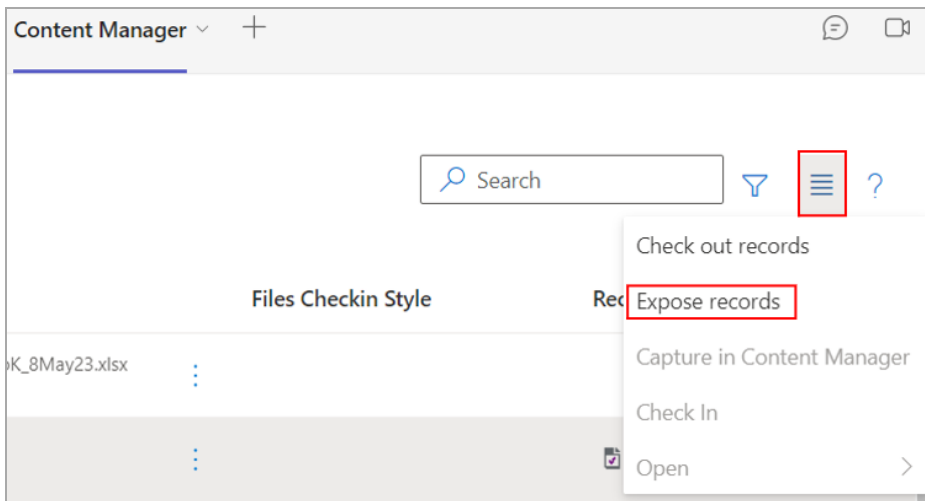 Content Manager
Search
?
Check out records
Files Checkin Style
Expose records
K_8May23.xlsx
Capture in Content Manager
Check In
Open